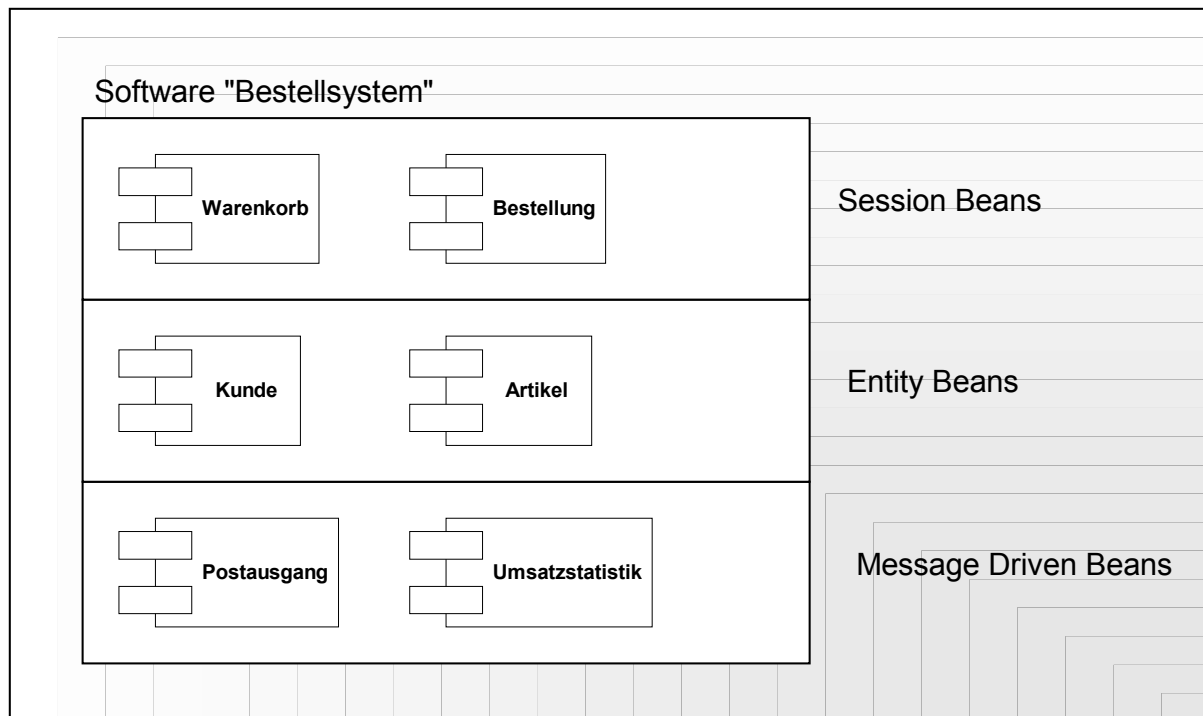 Software "Bestellsystem"
Warenkorb
Bestellung
Session Beans
Kunde
Artikel
Entity Beans
Postausgang
Umsatzstatistik
Message Driven Beans